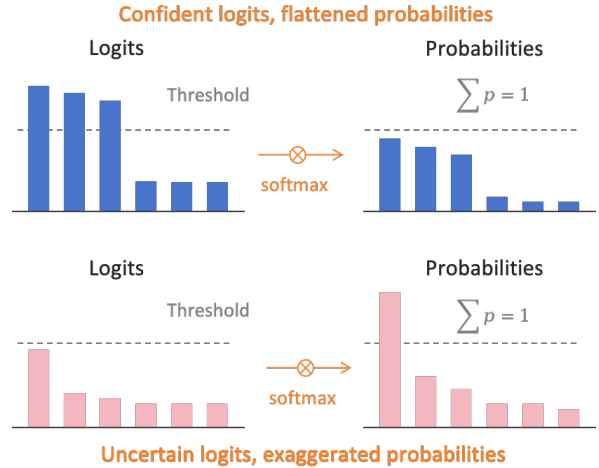 Confident logits, flattened probabilities
Logits
Probabilities
Threshold
∑ p = 1
softmax
Logits
Probabilities
Threshold
∑ p = 1
softmax
Uncertain logits, exaggerated probabilities